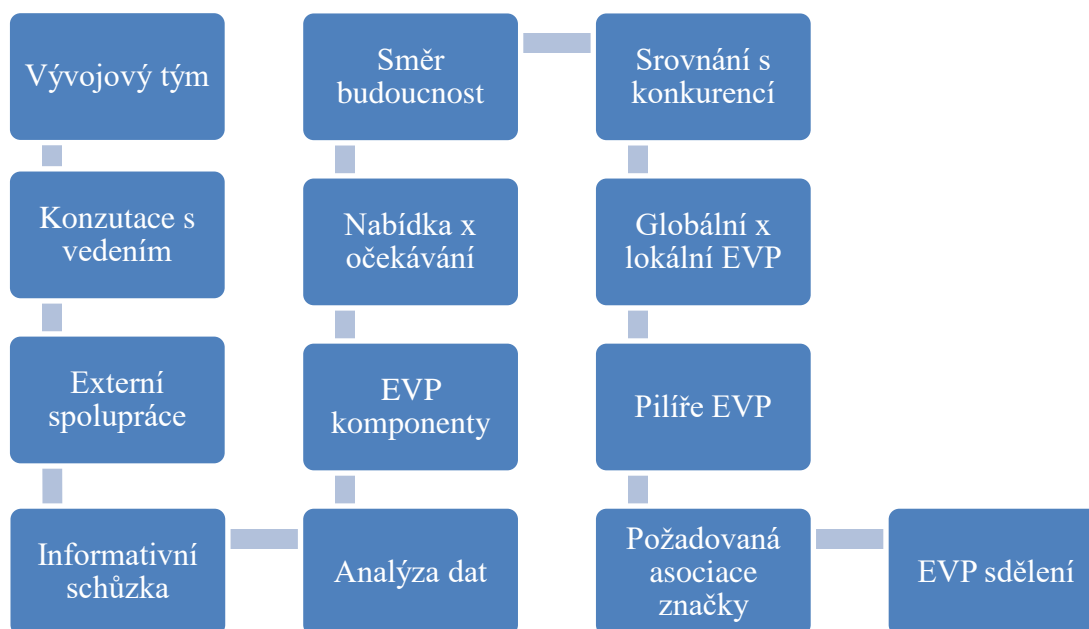 Vývojový tým
Konzutace s
vedením
Externí
spolupráce
Informativní
schůzka
Analýza dat
EVP
komponenty
Nabídka x
očekávání
Směr
budoucnost
Srovnání s
konkurencí
Globální x
lokální EVP
Pilíře EVP
Požadovaná
asociace
značky
EVP sdělení